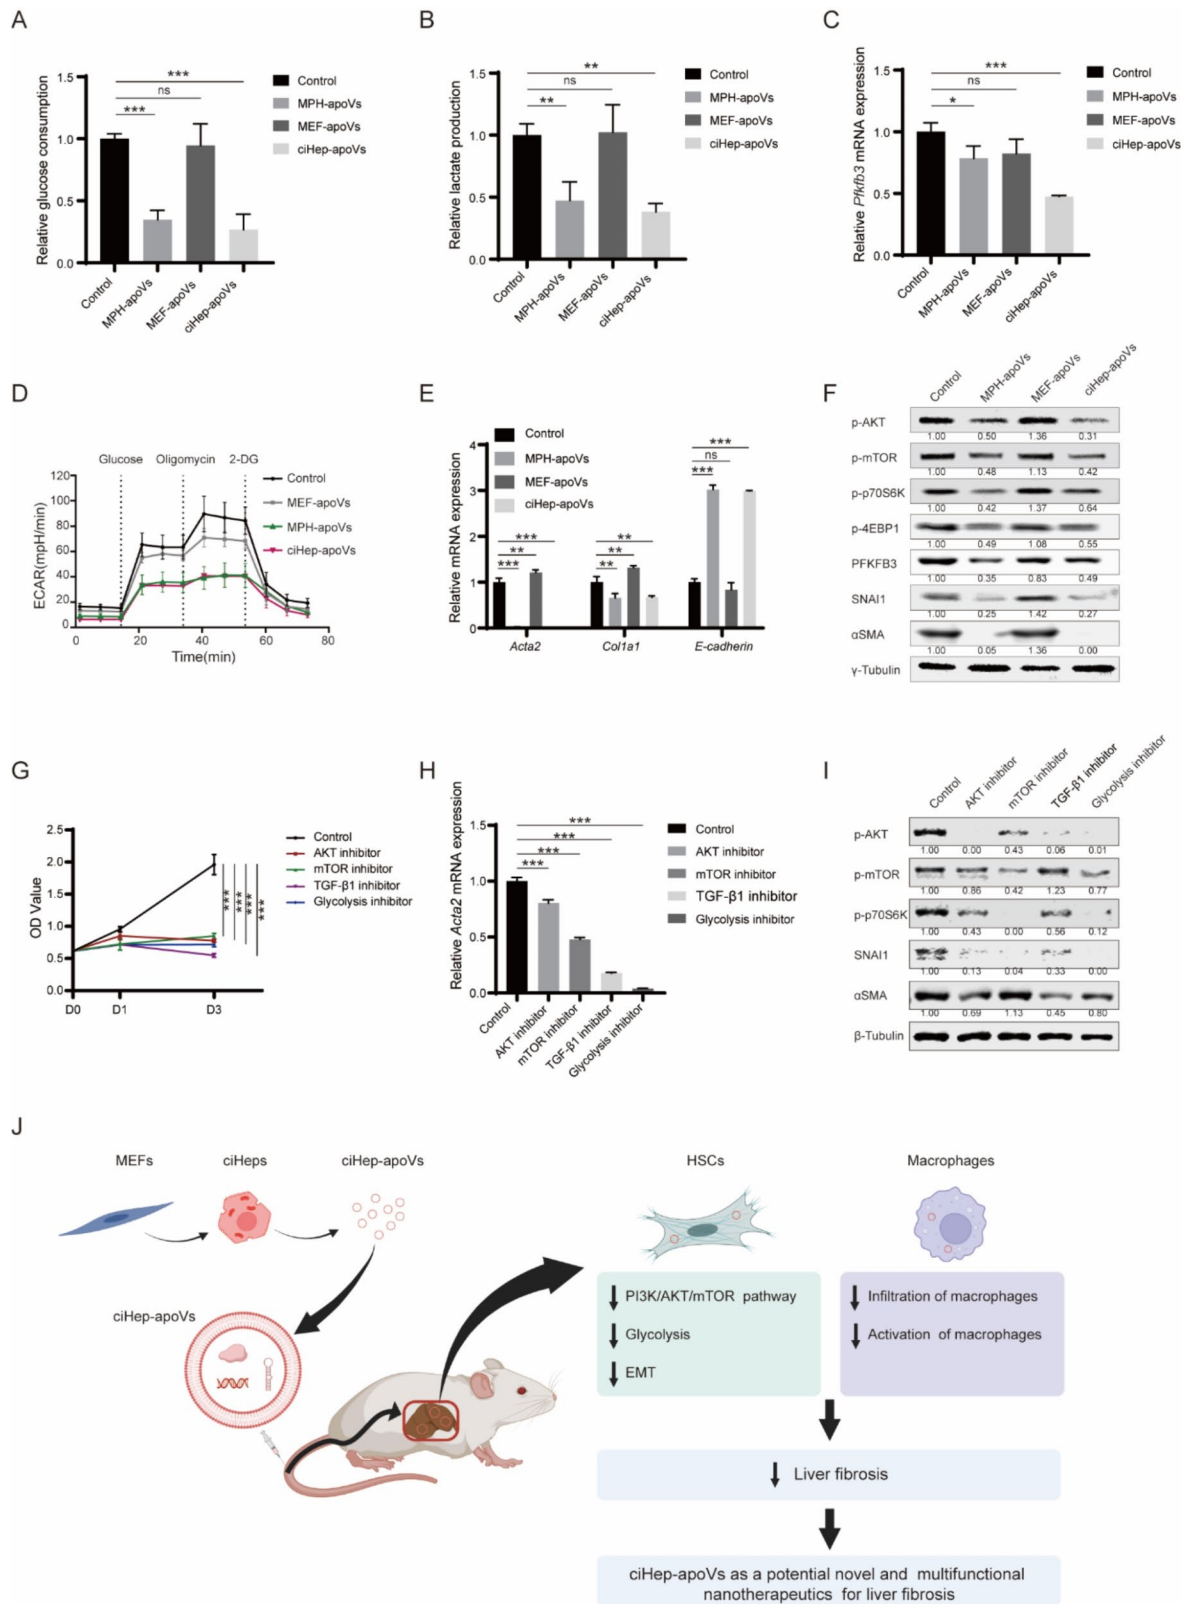 A
Relative glucose consumption
1.5
1.0
0.5
0.0
***
ns
***
Control
MPH-apoVs
MEF-apoVs
ciHep-apoVs
Control
MPH-apoVs
MEF-apoVs
ciHep-apoVs
B
Relative lactate production
1.5
1.0
0.5
0.0
**
ns
**
Control
MPH-apoVs
MEF-apoVs
ciHep-apoVs
Control
MPH-apoVs
MEF-apoVs
ciHep-apoVs
C
Relative Pfkfb3 mRNA expression
1.5
1.0
0.5
0.0
***
ns
*
Control
MPH-apoVs
MEF-apoVs
ciHep-apoVs
Control
MPH-apoVs
MEF-apoVs
ciHep-apoVs
D
Glucose Oligomycin 2-DG
ECAR(mpH/min)
120
100
80
60
40
20
0
0 20 40 60 80
Time(min)
Control
MEF-apoVs
MPH-apoVs
ciHep-apoVs
E
Control
MPH-apoVs
MEF-apoVs
ciHep-apoVs
Relative mRNA expression
4
3
2
1
0
***
**
***
**
**
**
***
ns
***
Acta2 Col1a1 E-cadherin
F
Control MPH-apoVs MEF-apoVs ciHep-apoVs
p-AKT
1.00 0.50 1.36 0.31
p-mTOR
1.00 0.48 1.13 0.42
p-p70S6K
1.00 0.42 1.37 0.64
p-4EBP1
1.00 0.49 1.08 0.55
PFKFB3
1.00 0.35 0.83 0.49
SNAI1
1.00 0.25 1.42 0.27
αSMA
1.00 0.05 1.36 0.00
γ-Tubulin
G
OD Value
2.5
2.0
1.5
1.0
0.5
0.0
D0 D1 D3
Control
AKT inhibitor
mTOR inhibitor
TGF-β1 inhibitor
Glycolysis inhibitor
***
***
***
***
H
Relative Acta2 mRNA expression
1.5
1.0
0.5
0.0
***
***
***
***
Control
AKT inhibitor
mTOR inhibitor
TGF-β1 inhibitor
Glycolysis inhibitor
Control
AKT inhibitor
mTOR inhibitor
TGF-β1 inhibitor
Glycolysis inhibitor
I
Control AKT inhibitor mTOR inhibitor TGF-β1 inhibitor Glycolysis inhibitor
p-AKT
1.00 0.00 0.43 0.06 0.01
p-mTOR
1.00 0.86 0.42 1.23 0.77
p-p70S6K
1.00 0.43 0.00 0.56 0.12
SNAI1
1.00 0.13 0.04 0.33 0.00
αSMA
1.00 0.69 1.13 0.45 0.80
β-Tubulin
J
MEFs ciHeps ciHep-apoVs HSCs Macrophages
ciHep-apoVs
PI3K/AKT/mTOR pathway
Glycolysis
EMT
Infiltration of macrophages
Activation of macrophages
Liver fibrosis
ciHep-apoVs as a potential novel and multifunctional
nanotherapeutics for liver fibrosis